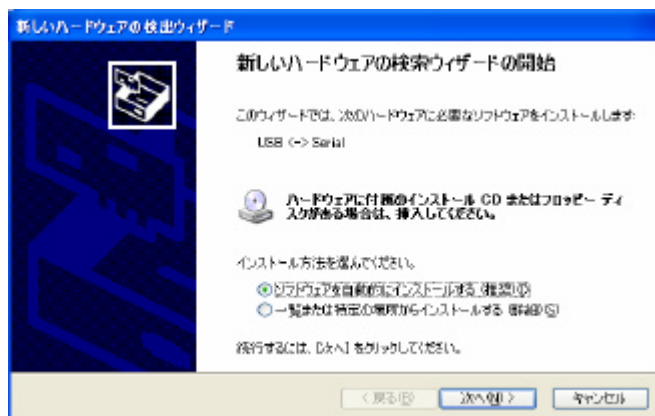 新しいハードウェアの検出ウィザード
新しいハードウェアの検索ウィザードの開始
このウィザードでは、次のハードウェアに必要なソフトウェアをインストールします:
USB <-> Serial
ハードウェアに付属のインストール CD またはフロッピー ディ
スクがある場合は、挿入してください。
インストール方法を選んでください。
ソフトウェアを自動的にインストールする (推奨)(I)
一覧または特定の場所からインストールする (詳細)(S)
続行するには、[次へ] をクリックしてください。
< 戻る(B)
次へ(N) >
キャンセル